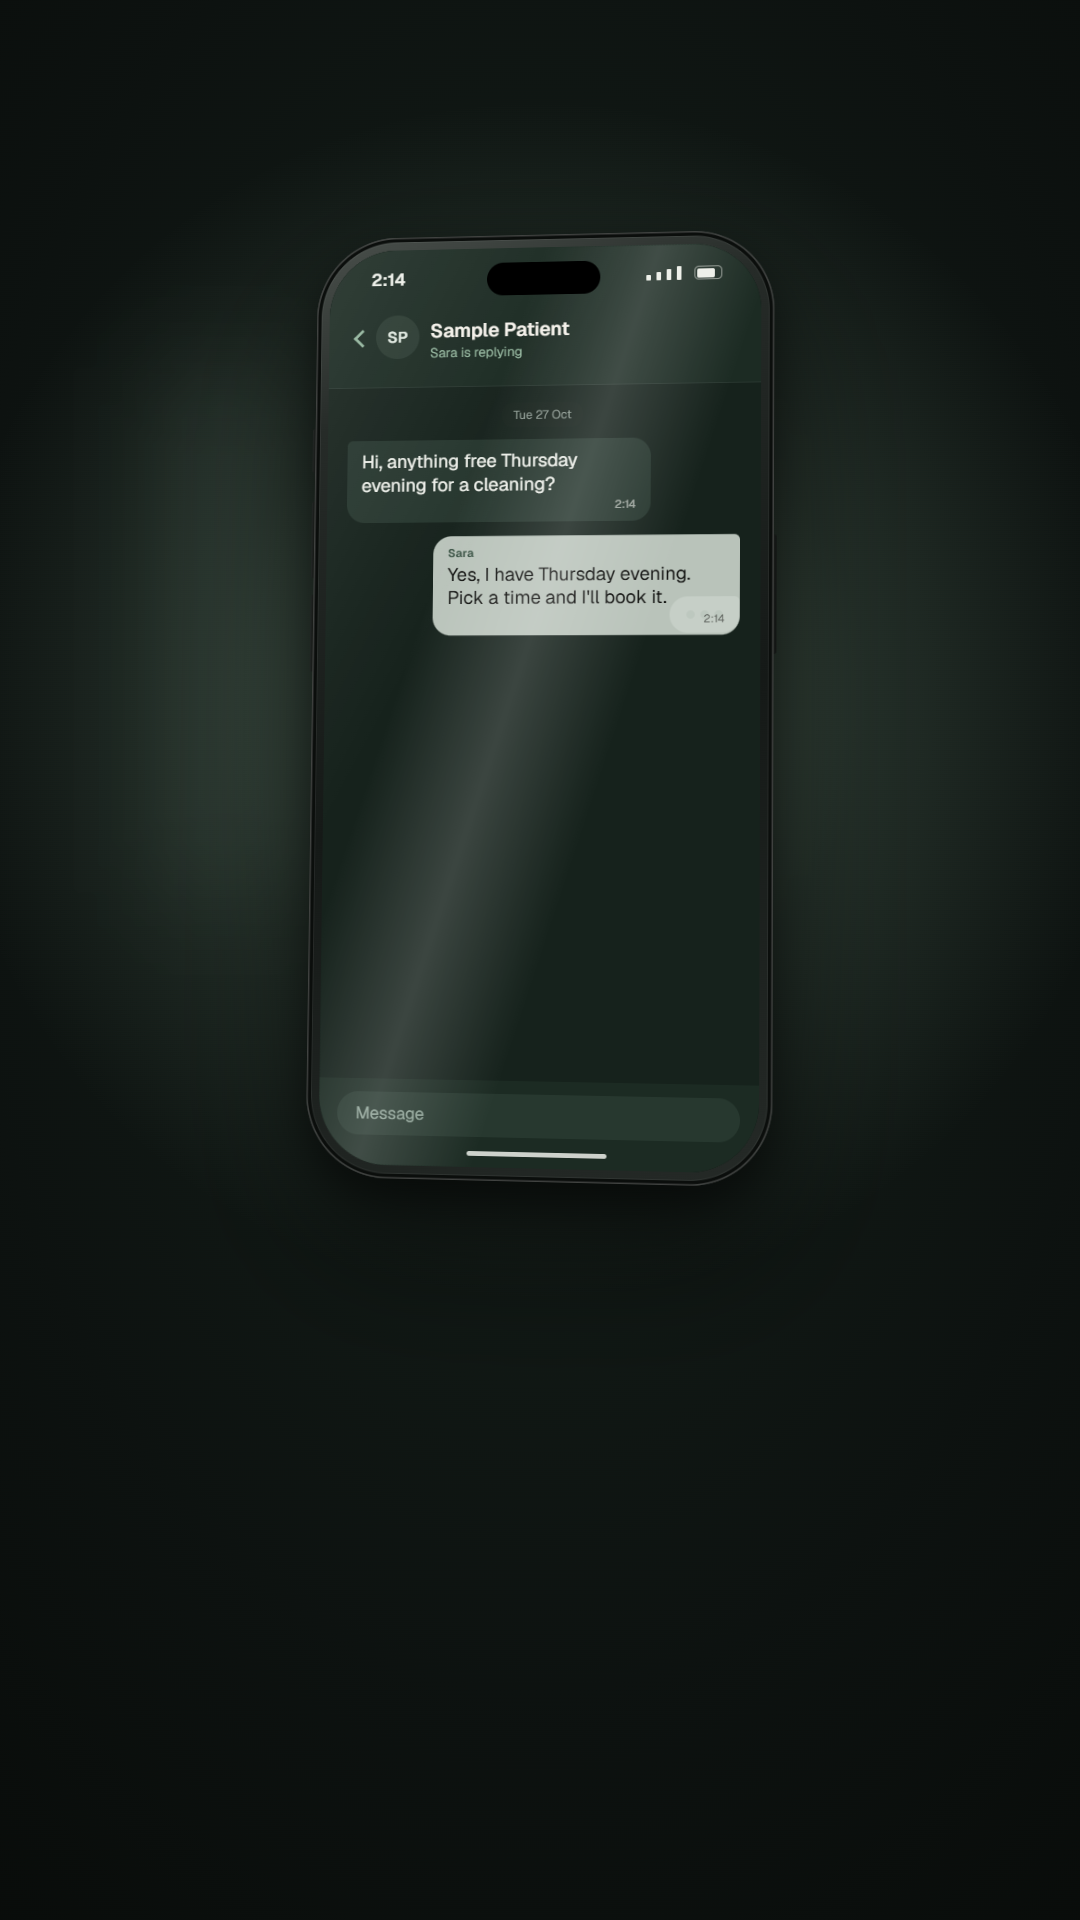 2:14
SP
Sample Patient
Sara is replying
Tue 27 Oct
Hi, anything free Thursday
evening for a cleaning?
2:14
Sara
Yes, I have Thursday evening.
Pick a time and I'll book it.
2:14
Message